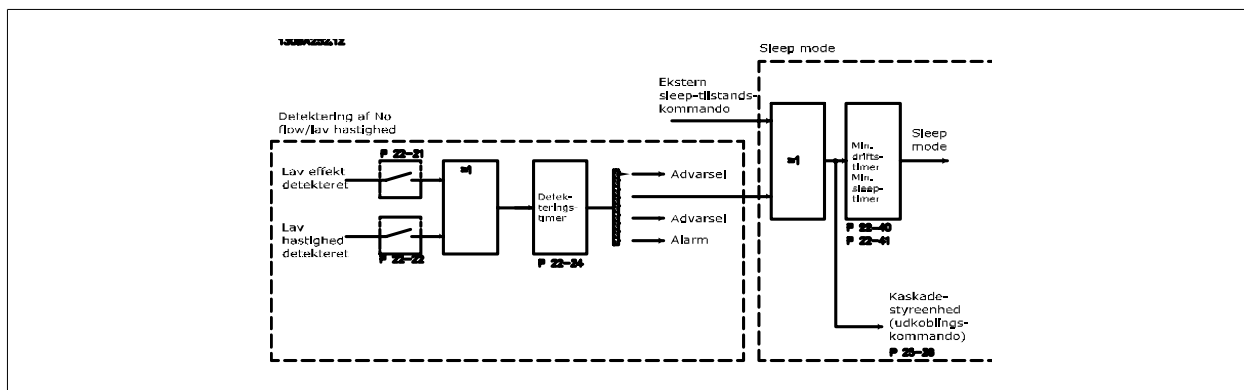 130BA252.12
Sleep mode
Ekstern
sleep-tilstands-
kommando
Detektering af No
flow/lav hastighed
P 22-21
Lav effekt
detekteret
Lav
hastighed
detekteret
P 22-22
≥1
Detek-
terings-
timer
P 22-24
Advarsel
Advarsel
Alarm
≥1
Min.
drifts-
timer
Min.
sleep-
timer
P 22-40
P 22-41
Sleep
mode
Kaskade-
styreenhed
(udkoblings-
kommando)
P 25-26